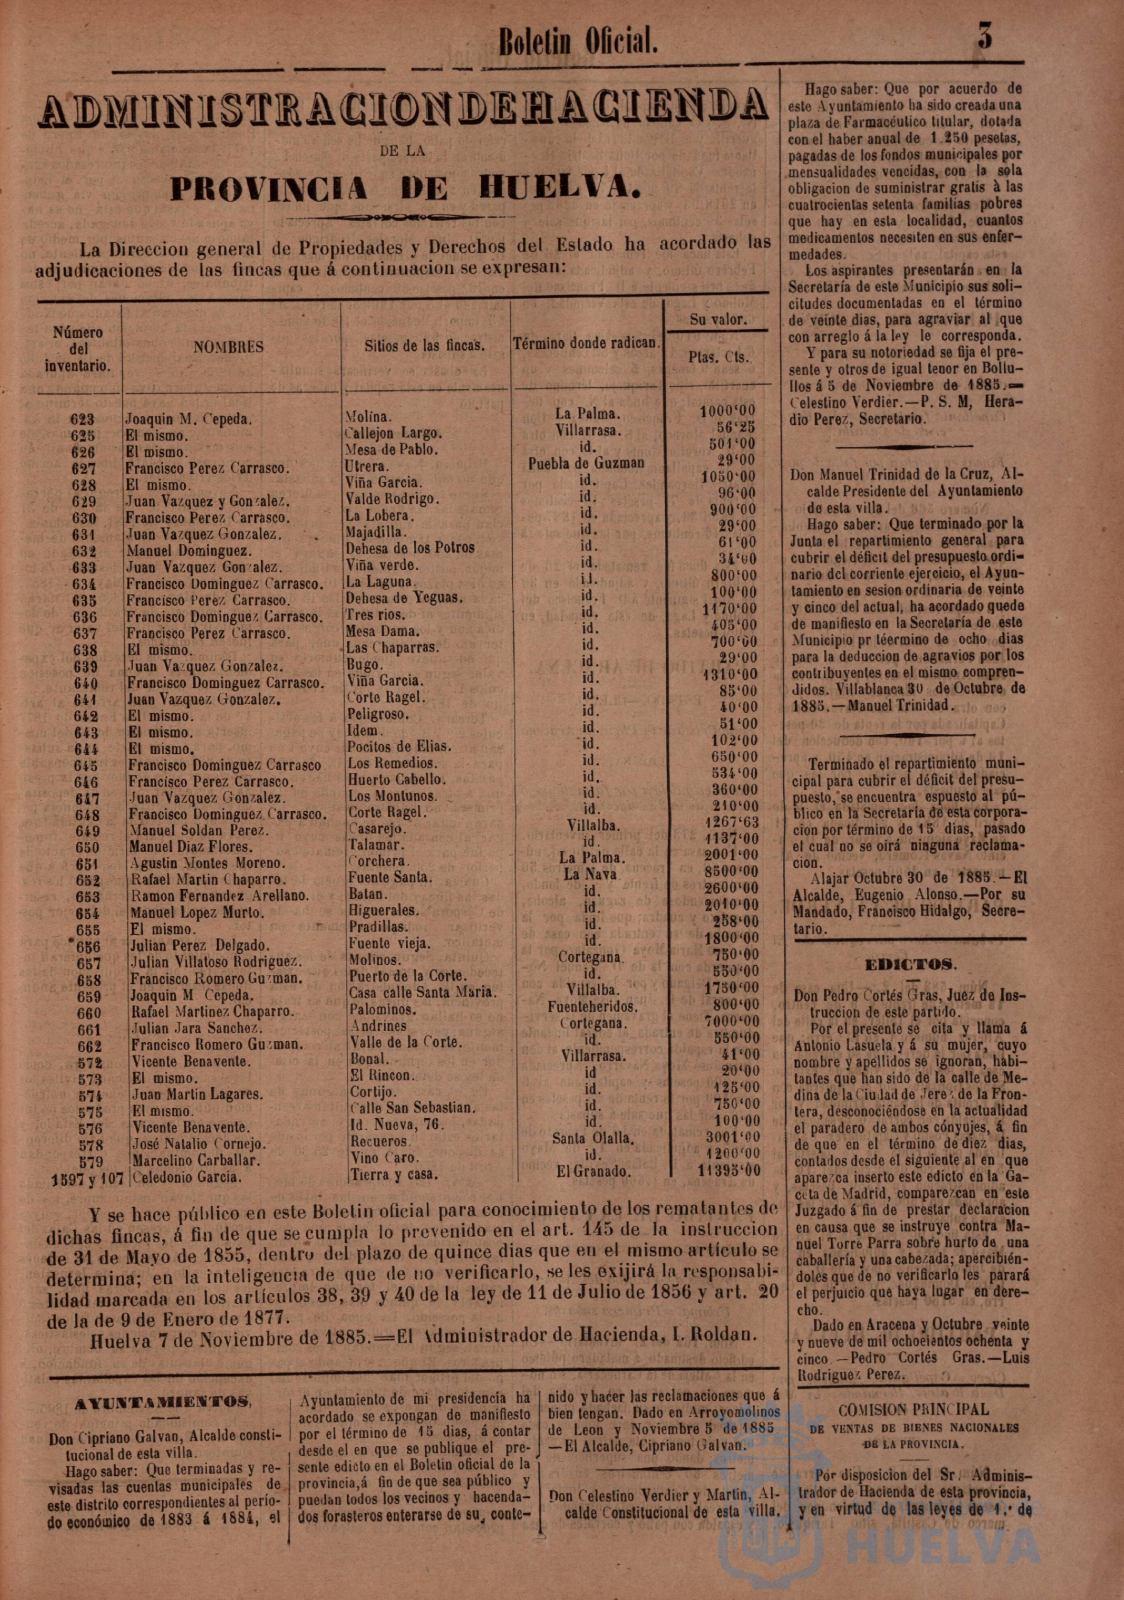 Boletin Oficial.
3
ADMINISTRACION DE HACIENDA
DE LA
PROVINCIA DE HUELVA.
La Direccion general de Propiedades y Derechos del Estado ha acordado las
adjudicaciones de las fincas que á continuacion se expresan:
Número del inventario. NOMBRES Sitios de las fincas. Término donde radican. Su valor. Ptas. Cts.
623 Joaquin M. Cepeda. Molina. La Palma. 1000‘00
625 El mismo. Callejon Largo. Villarrasa. 56‘25
626 El mismo. Mesa de Pablo. id. 501‘00
627 Francisco Perez Carrasco. Utrera. Puebla de Guzman 29‘00
628 El mismo. Viña Garcia. id. 1050‘00
629 Juan Vazquez y Gonzalez. Valde Rodrigo. id. 96‘00
630 Francisco Perez Carrasco. La Lobera. id. 900‘00
631 Juan Vazquez Gonzalez. Majadilla. id. 29‘00
632 Manuel Dominguez. Dehesa de los Potros id. 61‘00
633 Juan Vazquez Gonzalez. Viña verde. id.
634 Francisco Dominguez Carrasco. La Laguna. id. 800‘00
635 Francisco Perez Carrasco. Dehesa de Yeguas. id. 100‘00
636 Francisco Dominguez Carrasco. Tres rios. id. 1170‘00
637 Francisco Perez Carrasco. Mesa Dama. id. 405‘00
638 El mismo. Las Chaparras. id. 700‘00
639 Juan Vazquez Gonzalez. Bugo. id. 29‘00
640 Francisco Dominguez Carrasco. Viña Garcia. id. 1310‘00
641 Juan Vazquez Gonzalez. Corte Ragel. id. 85‘00
642 El mismo. Peligroso. id. 40‘00
643 El mismo. Idem. id. 51‘00
644 El mismo. Pocitos de Elias. id. 102‘00
645 Francisco Dominguez Carrasco Los Remedios. id. 650‘00
646 Francisco Perez Carrasco. Huerto Cabello. id. 534‘00
647 Juan Vazquez Gonzalez. Los Montunos. id. 360‘00
648 Francisco Dominguez Carrasco. Corte Ragel. id. 210‘00
649 Manuel Soldan Perez. Casarejo. Villalba. 1267‘63
650 Manuel Diaz Flores. Talamar. id. 1137‘00
651 Agustin Montes Moreno. Corchera. La Palma. 2001‘00
652 Rafael Martin Chaparro. Fuente Santa. La Nava 8500‘00
653 Ramon Fernandez Arellano. Batan. id. 2600‘00
654 Manuel Lopez Murto. Higuerales. id. 2010‘00
655 El mismo. Pradillas. id. 258‘00
656 Julian Perez Delgado. Fuente vieja. id. 1800‘00
657 Julian Villatoso Rodriguez. Molinos. Cortegana. 750‘00
658 Francisco Romero Guzman. Puerto de la Corte. id. 550‘00
659 Joaquin M Cepeda. Casa calle Santa Maria. Villalba. 1750‘00
660 Rafael Martinez Chaparro. Palominos. Fuenteheridos. 800‘00
661 Julian Jara Sanchez. Andrines Cortegana. 7000‘00
662 Francisco Romero Guzman. Valle de la Corte. id. 550‘00
572 Vicente Benavente. Bonal. Villarrasa. 41‘00
573 El mismo. El Rincon. id 20‘00
574 Juan Martin Lagares. Cortijo. id. 125‘00
575 El mismo. Calle San Sebastian. id. 750‘00
576 Vicente Benavente. Id. Nueva, 76. id. 100‘00
578 José Natalio Cornejo. Recueros. Santa Olalla. 3001‘00
579 Marcelino Carballar. Vino Caro. id. 1200‘00
1597 y 107 Celedonio García. Tierra y casa. El Granado. 11395‘00
Y se hace público en este Boletin oficial para conocimiento de los rematantes de
dichas fincas, á fin de que se cumpla lo prevenido en el art. 145 de la instruccion
de 31 de Mayo de 1855, dentro del plazo de quince dias que en el mismo artículo se
determina; en la inteligencia de que de no verificarlo, se les exijirá la responsabi-
lidad marcada en los artículos 38, 39 y 40 de la ley de 11 de Julio de 1856 y art. 20
de la de 9 de Enero de 1877.
Huelva 7 de Noviembre de 1885.=El Administrador de Hacienda, I. Roldan.
AYUNTAMIENTOS,
Don Cipriano Galvan, Alcalde consti-
tucional de esta villa.
Hago saber: Que terminadas y re-
visadas las cuentas municipales de
este distrito correspondientes al perío-
do económico de 1883 á 1884, el
Ayuntamiento de mi presidencia ha
acordado se expongan de manifiesto
por el término de 15 dias, á contar
desde el en que se publique el pre-
sente edicto en el Boletin oficial de la
provincia,á fin de que sea público y
puedan todos los vecinos y hacenda-
dos forasteros enterarse de su, conte-
nido y hacer las reclamaciones que á
bien tengan. Dado en Arroyomolinos
de Leon y Noviembre 5 de 1885
—El Alcalde, Cipriano Galvan.
Don Celestino Verdier y Martin, Al-
calde Constitucional de esta villa.
Hago saber: Que por acuerdo de
este Ayuntamiento ha sido creada una
plaza de Farmacéutico titular, dotada
con el haber anual de 1.250 pesetas,
pagadas de los fondos municipales por
mensualidades vencidas, con la sola
obligacion de suministrar gratis à las
cuatrocientas setenta familias pobres
que hay en esta localidad, cuantos
medicamentos necesiten en sus enfer-
medades.
Los aspirantes presentarán en la
Secretaría de este Municipio sus soli-
citudes documentadas en el término
de veinte dias, para agraviar al que
con arreglo á la ley le corresponda.
Y para su notoriedad se fija el pre-
sente y otros de igual tenor en Bollu-
llos á 5 de Noviembre de 1885.=
Celestino Verdier.—P. S. M, Hera-
dio Perez, Secretario.
Don Manuel Trinidad de la Cruz, Al-
calde Presidente del Ayuntamiento
de esta villa.
Hago saber: Que terminado por la
Junta el repartimiento general para
cubrir el déficit del presupuesto ordi-
nario del corriente ejercicio, el Ayun-
tamiento en sesion ordinaria de veinte
y cinco del actual, ha acordado quede
de manifiesto en la Secretaría de este
Municipio pr téermino de ocho dias
para la deduccion de agravios por los
contribuyentes en el mismo compren-
didos. Villablanca 30 de Octubre de
1885.—Manuel Trinidad.
Terminado el repartimiento muni-
cipal para cubrir el déficit del presu-
puesto, se encuentra espuesto al pú-
blico en la Secretaría de esta corpora-
cion por término de 15 dias, pasado
el cual no se oirá ninguna reclama-
cion.
Alajar Octubre 30 de 1885.—El
Alcalde, Eugenio Alonso.—Por su
Mandado, Francisco Hidalgo, Secre-
tario.
EDICTOS.
Don Pedro Cortés Gras, Juez de Ins-
truccion de este partido.
Por el presente se cita y llama á
Antonio Lasuela y á su mujer, cuyo
nombre y apellidos se ignoran, habi-
tantes que han sido de la calle de Me-
dina de la Ciudad de Jerez de la Fron-
tera, desconociéndose en la actualidad
el paradero de ambos cónyujes, á fin
de que en el término de diez dias,
contados desde el siguiente al en que
aparezca inserto este edicto en la Ga-
ceta de Madrid, comparezcan en este
Juzgado á fin de prestar declaracion
en causa que se instruye contra Ma-
nuel Torre Parra sobre hurto de una
caballería y una cabezada; apercibién-
doles que de no verificarlo les parará
el perjuicio que haya lugar en dere-
cho.
Dado en Aracena y Octubre veinte
y nueve de mil ochocientos ochenta y
cinco —Pedro Cortés Gras.—Luis
Rodriguez Perez.
COMISION PRINCIPAL
DE VENTAS DE BIENES NACIONALES
DE LA PROVINCIA.
Por disposicion del Sr. Adminis-
trador de Hacienda de esta provincia,
y en virtud de las leyes de 1.º de
HUELVA